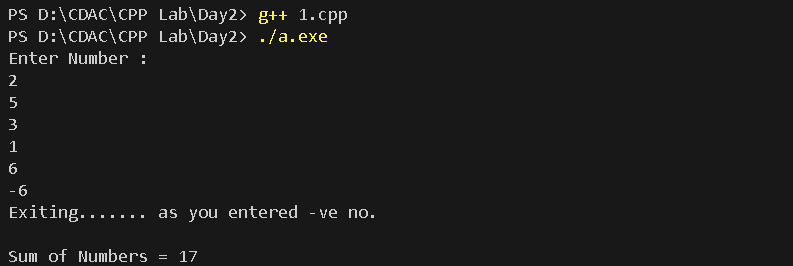 PS D:\CDAC\CPP Lab\Day2> g++ 1.cpp
PS D:\CDAC\CPP Lab\Day2> ./a.exe
Enter Number :
2
5
3
1
6
-6
Exiting....... as you entered -ve no.
Sum of Numbers = 17